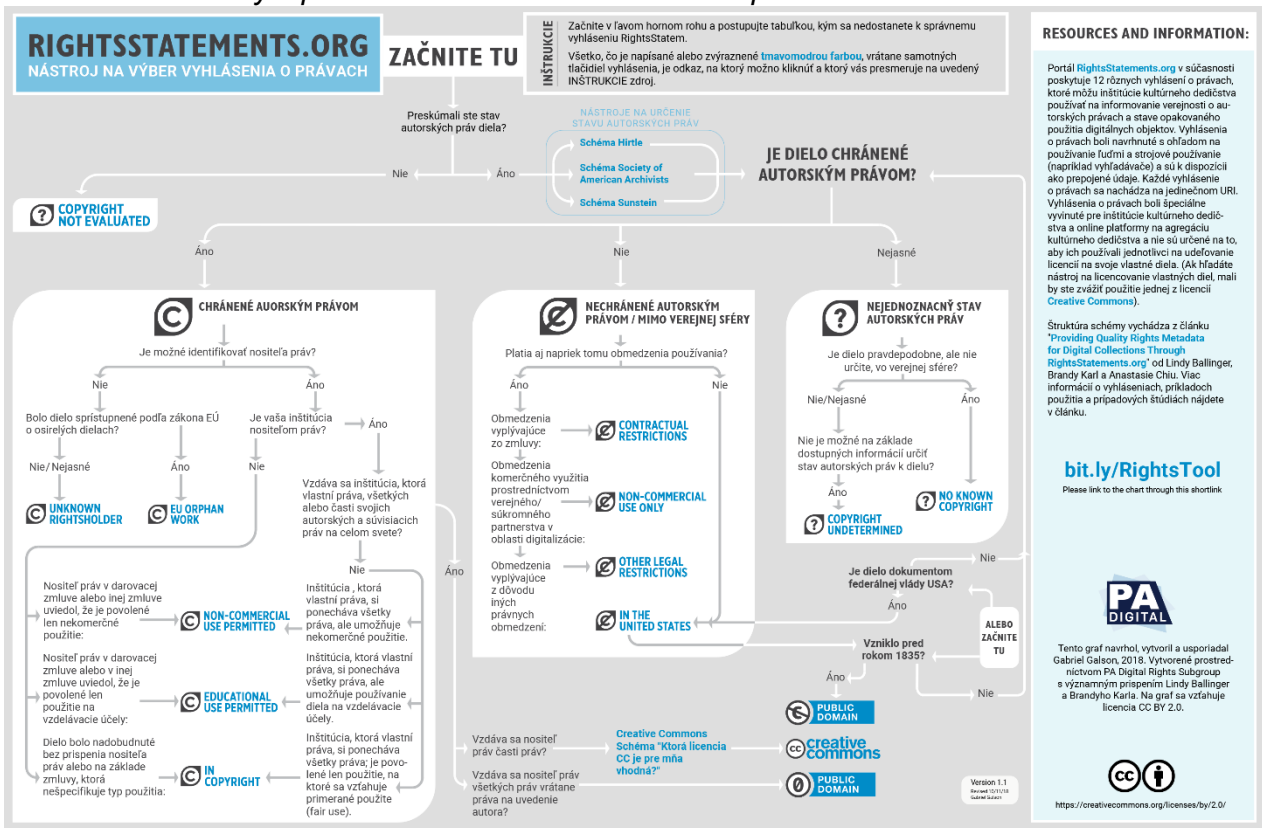 RIGHTSSTATEMENTS.ORG
NÁSTROJ NA VÝBER VYHLÁSENIA O PRÁVACH
ZAČNITE TU
INŠTRUKCIE
Začnite v ľavom hornom rohu a postupujte tabuľkou, kým sa nedostanete k správnemu
vyhláseniu RightsStatem.
Všetko, čo je napísané alebo zvýraznené tmavomodrou farbou, vrátane samotných
tlačidiel vyhlásenia, je odkaz, na ktorý možno kliknúť a ktorý vás presmeruje na uvedený
INŠTRUKCIE zdroj.
Preskúmali ste stav
autorských práv diela?
Nie
Áno
NÁSTROJE NA URČENIE
STAVU AUTORSKÝCH PRÁV
Schéma Hirtle
Schéma Society of
American Archivists
Schéma Sunstein
JE DIELO CHRÁNENÉ
AUTORSKÝM PRÁVOM?
COPYRIGHT
NOT EVALUATED
Áno
Nie
Nejasné
CHRÁNENÉ AUORSKÝM PRÁVOM
Je možné identifikovať nositeľa práv?
Nie
Áno
Bolo dielo sprístupnené podľa zákona EÚ
o osirelých dielach?
Nie/Nejasné
Áno
UNKNOWN
RIGHTSHOLDER
EU ORPHAN
WORK
Je vaša inštitúcia
nositeľom práv?
Áno
Nie
Vzdáva sa inštitúcia, ktorá
vlastní práva, všetkých
alebo časti svojich
autorských a súvisiacich
práv na celom svete?
Nie
Áno
Nositeľ práv v darovacej
zmluve alebo inej zmluve
uviedol, že je povolené
len nekomerčné
použitie:
NON-COMMERCIAL
USE PERMITTED
Inštitúcia , ktorá
vlastní práva, si
ponecháva všetky
práva, ale umožňuje
nekomerčné použitie.
Nositeľ práv v darovacej
zmluve alebo v inej
zmluve uviedol, že je
povolené len
použitie na
vzdelávacie účely:
EDUCATIONAL
USE PERMITTED
Inštitúcia, ktorá vlastní
práva, si ponecháva
všetky práva, ale
umožňuje používanie
diela na vzdelávacie
účely.
Dielo bolo nadobudnuté
bez prispenia nositeľa
práv alebo na základe
zmluvy, ktorá
nešpecifikuje typ použitia:
IN
COPYRIGHT
Inštitúcia, ktorá vlastní
práva, si ponecháva
všetky práva; je povo-
lené len použitie, na
ktoré sa vzťahuje
primerané použite
(fair use).
NECHRÁNENÉ AUTORSKÝM
PRÁVOM / MIMO VEREJNEJ SFÉRY
Platia aj napriek tomu obmedzenia používania?
Áno
Nie
Obmedzenia
vyplývajúce
zo zmluvy:
CONTRACTUAL
RESTRICTIONS
Obmedzenia
komerčného využitia
prostredníctvom
verejného/
súkromného
partnerstva v
oblasti digitalizácie:
NON-COMMERCIAL
USE ONLY
Obmedzenia
vyplývajúce
z dôvodu
iných
právnych
obmedzení:
OTHER LEGAL
RESTRICTIONS
IN THE
UNITED STATES
NEJEDNOZNAČNÝ STAV
AUTORSKÝCH PRÁV
Je dielo pravdepodobne, ale nie
určite, vo verejnej sfére?
Nie/Nejasné
Áno
Nie je možné na základe
dostupných informácií určiť
stav autorských práv k dielu?
Áno
COPYRIGHT
UNDETERMINED
NO KNOWN
COPYRIGHT
Je dielo dokumentom
federálnej vlády USA?
Nie
Áno
ALEBO
ZAČNITE
TU
Vzniklo pred
rokom 1835?
Áno
Nie
PUBLIC
DOMAIN
Vzdáva sa nositeľ
práv časti práv?
Creative Commons
Schéma "Ktorá licencia
CC je pre mňa
vhodná?"
cc creative
commons
Vzdáva sa nositeľ práv
všetkých práv vrátane
práva na uvedenie
autora?
PUBLIC
DOMAIN
Version 1.1
Revised 10/11/18
RESOURCES AND INFORMATION:
Portál RightsStatements.org v súčasnosti
poskytuje 12 rôznych vyhlásení o právach,
ktoré môžu inštitúcie kultúrneho dedičstva
používať na informovanie verejnosti o au-
torských právach a stave opakovaného
použitia digitálnych objektov. Vyhlásenia
o právach boli navrhnuté s ohľadom na
používanie ľuďmi a strojové používanie
(napríklad vyhľadávače) a sú k dispozícii
ako prepojené údaje. Každé vyhlásenie
o právach sa nachádza na jedinečnom URI.
Vyhlásenia o právach boli špeciálne
vyvinuté pre inštitúcie kultúrneho dedič-
stva a online platformy na agregáciu
kultúrneho dedičstva a nie sú určené na to,
aby ich používali jednotlivci na udeľovanie
licencií na svoje vlastné diela. (Ak hľadáte
nástroj na licencovanie vlastných diel, mali
by ste zvážiť použitie jednej z licencií
Creative Commons).
Štruktúra schémy vychádza z článku
"Providing Quality Rights Metadata
for Digital Collections Through
RightsStatements.org" od Lindy Ballinger,
Brandy Karl a Anastasie Chiu. Viac
informácií o vyhláseniach, príkladoch
použitia a prípadových štúdiách nájdete
v článku.
bit.ly/RightsTool
Please link to the chart through this shortlink
PA
DIGITAL
Tento graf navrhol, vytvoril a usporiadal
Gabriel Galson, 2018. Vytvorené prostred-
níctvom PA Digital Rights Subgroup
s významným prispením Lindy Ballinger
a Brandyho Karla. Na graf sa vzťahuje
licencia CC BY 2.0.
cc
https://creativecommons.org/licenses/by/2.0/